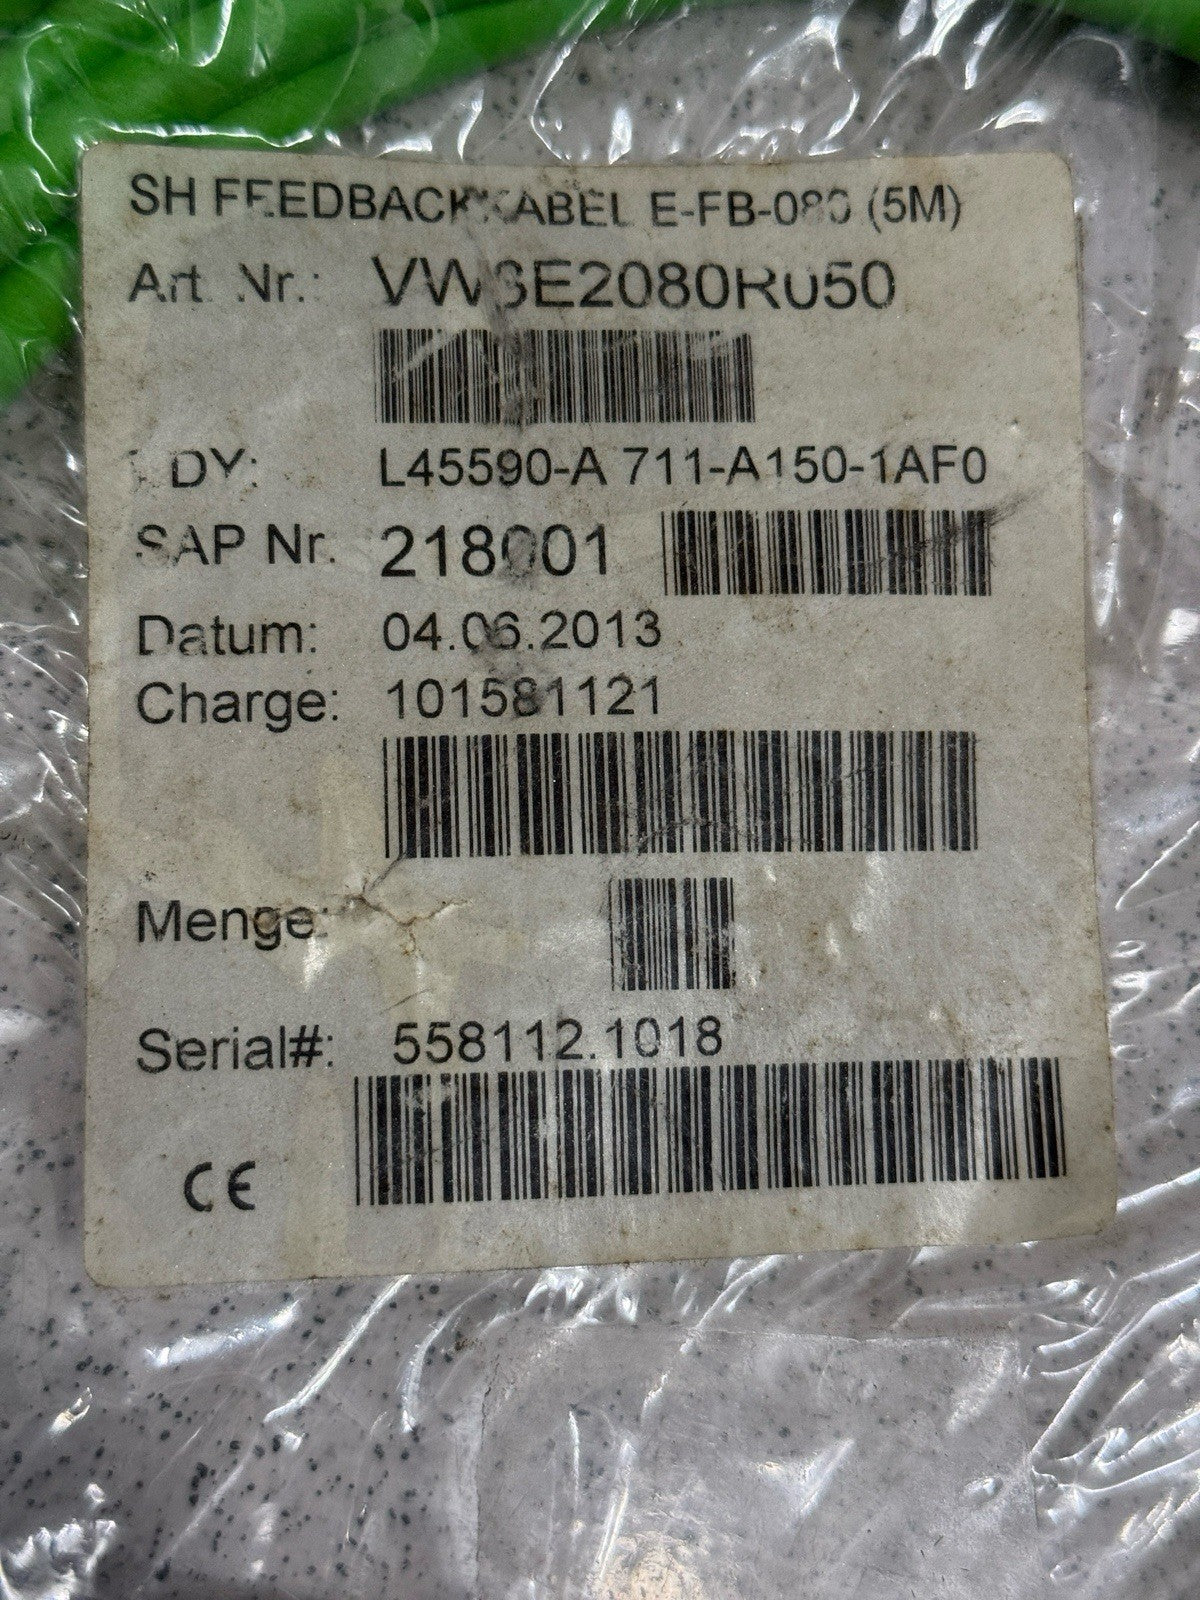 SH FEEDBACKKABEL E-FB-080 (5M)
Art. Nr.: VW3E2080R050
DY: L45590-A 711-A150-1AF0
SAP Nr. 218001
Datum: 04.06.2013
Charge: 101581121
Menge:
Serial#: 558112.1018
CE